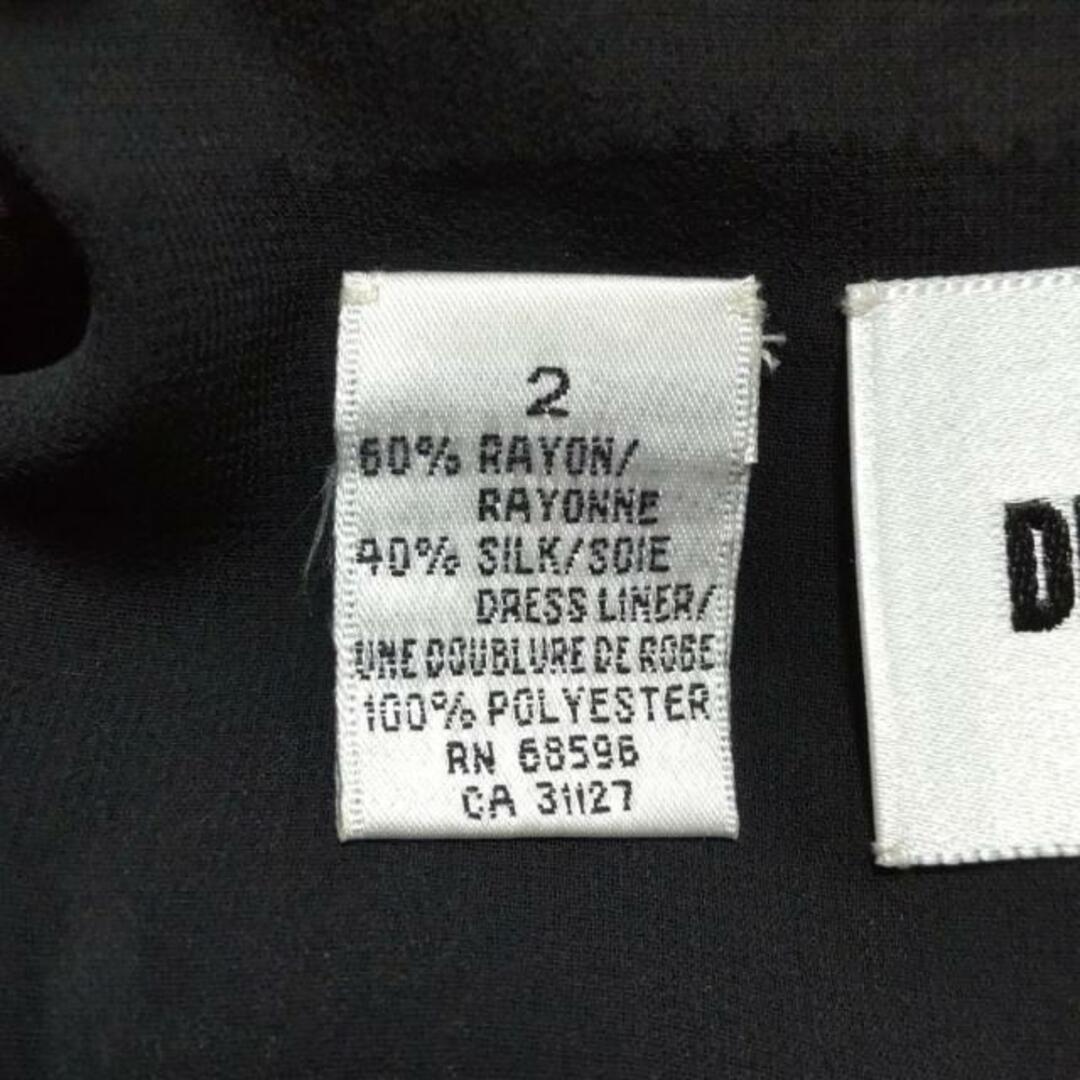 2
60% RAYON/
RAYONNE
40% SILK/SOIE
DRESS LINER/
UNE DOUBLURE DE ROBE
100% POLYESTER
RN 68596
CA 31127